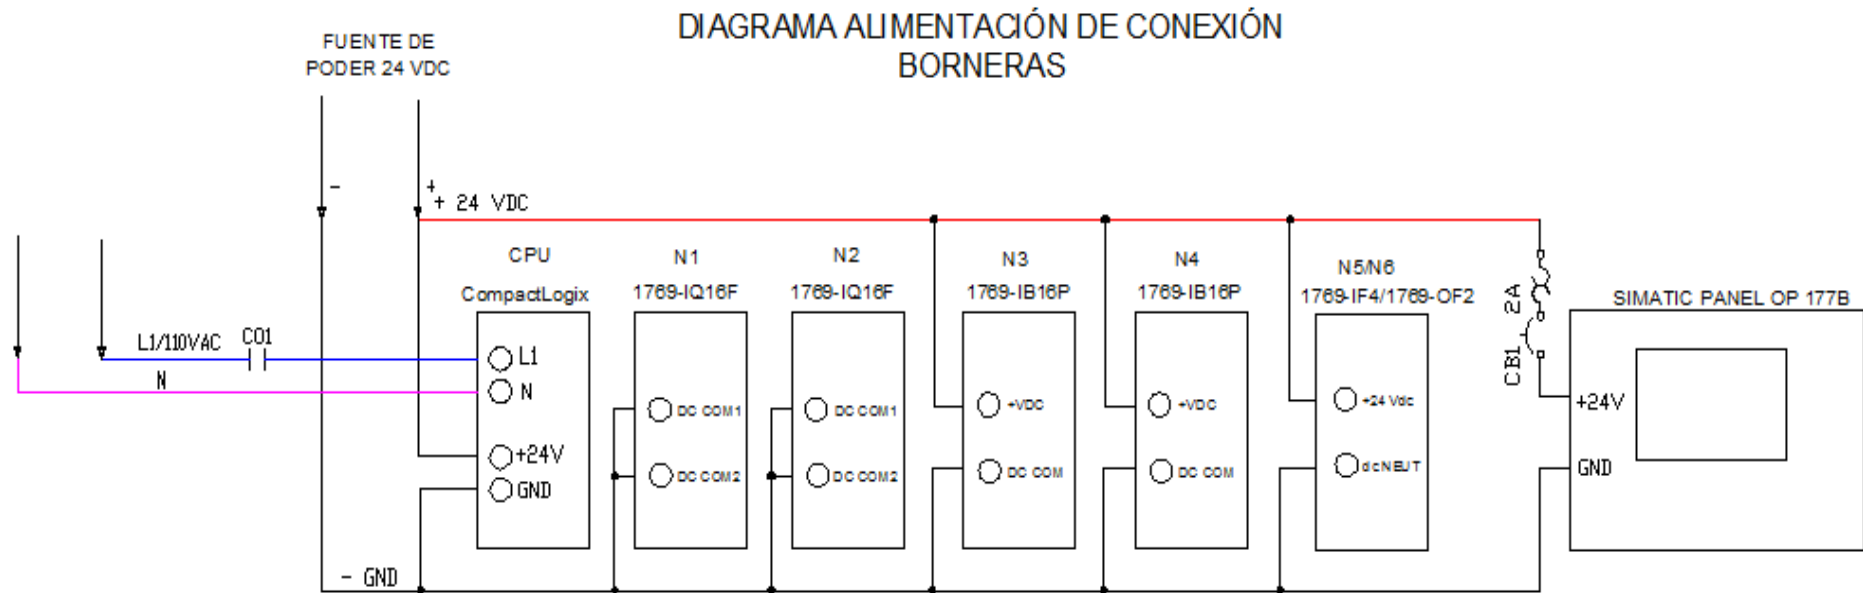 DIAGRAMA ALIMENTACIÓN DE CONEXIÓN
BORNERAS
FUENTE DE
PODER 24 VDC
-
+
+ 24 VDC
L1/110VAC
C01
N
- GND
CPU
CompactLogix
L1
N
+24V
GND
N1
1769-IQ16F
DC COM1
DC COM2
N2
1769-IQ16F
DC COM1
DC COM2
N3
1769-IB16P
+VDC
DC COM
N4
1769-IB16P
+VDC
DC COM
N5/N6
1769-IF4/1769-OF2
+24 Vdc
dcNEUT
CB1 2A
SIMATIC PANEL OP 177B
+24V
GND